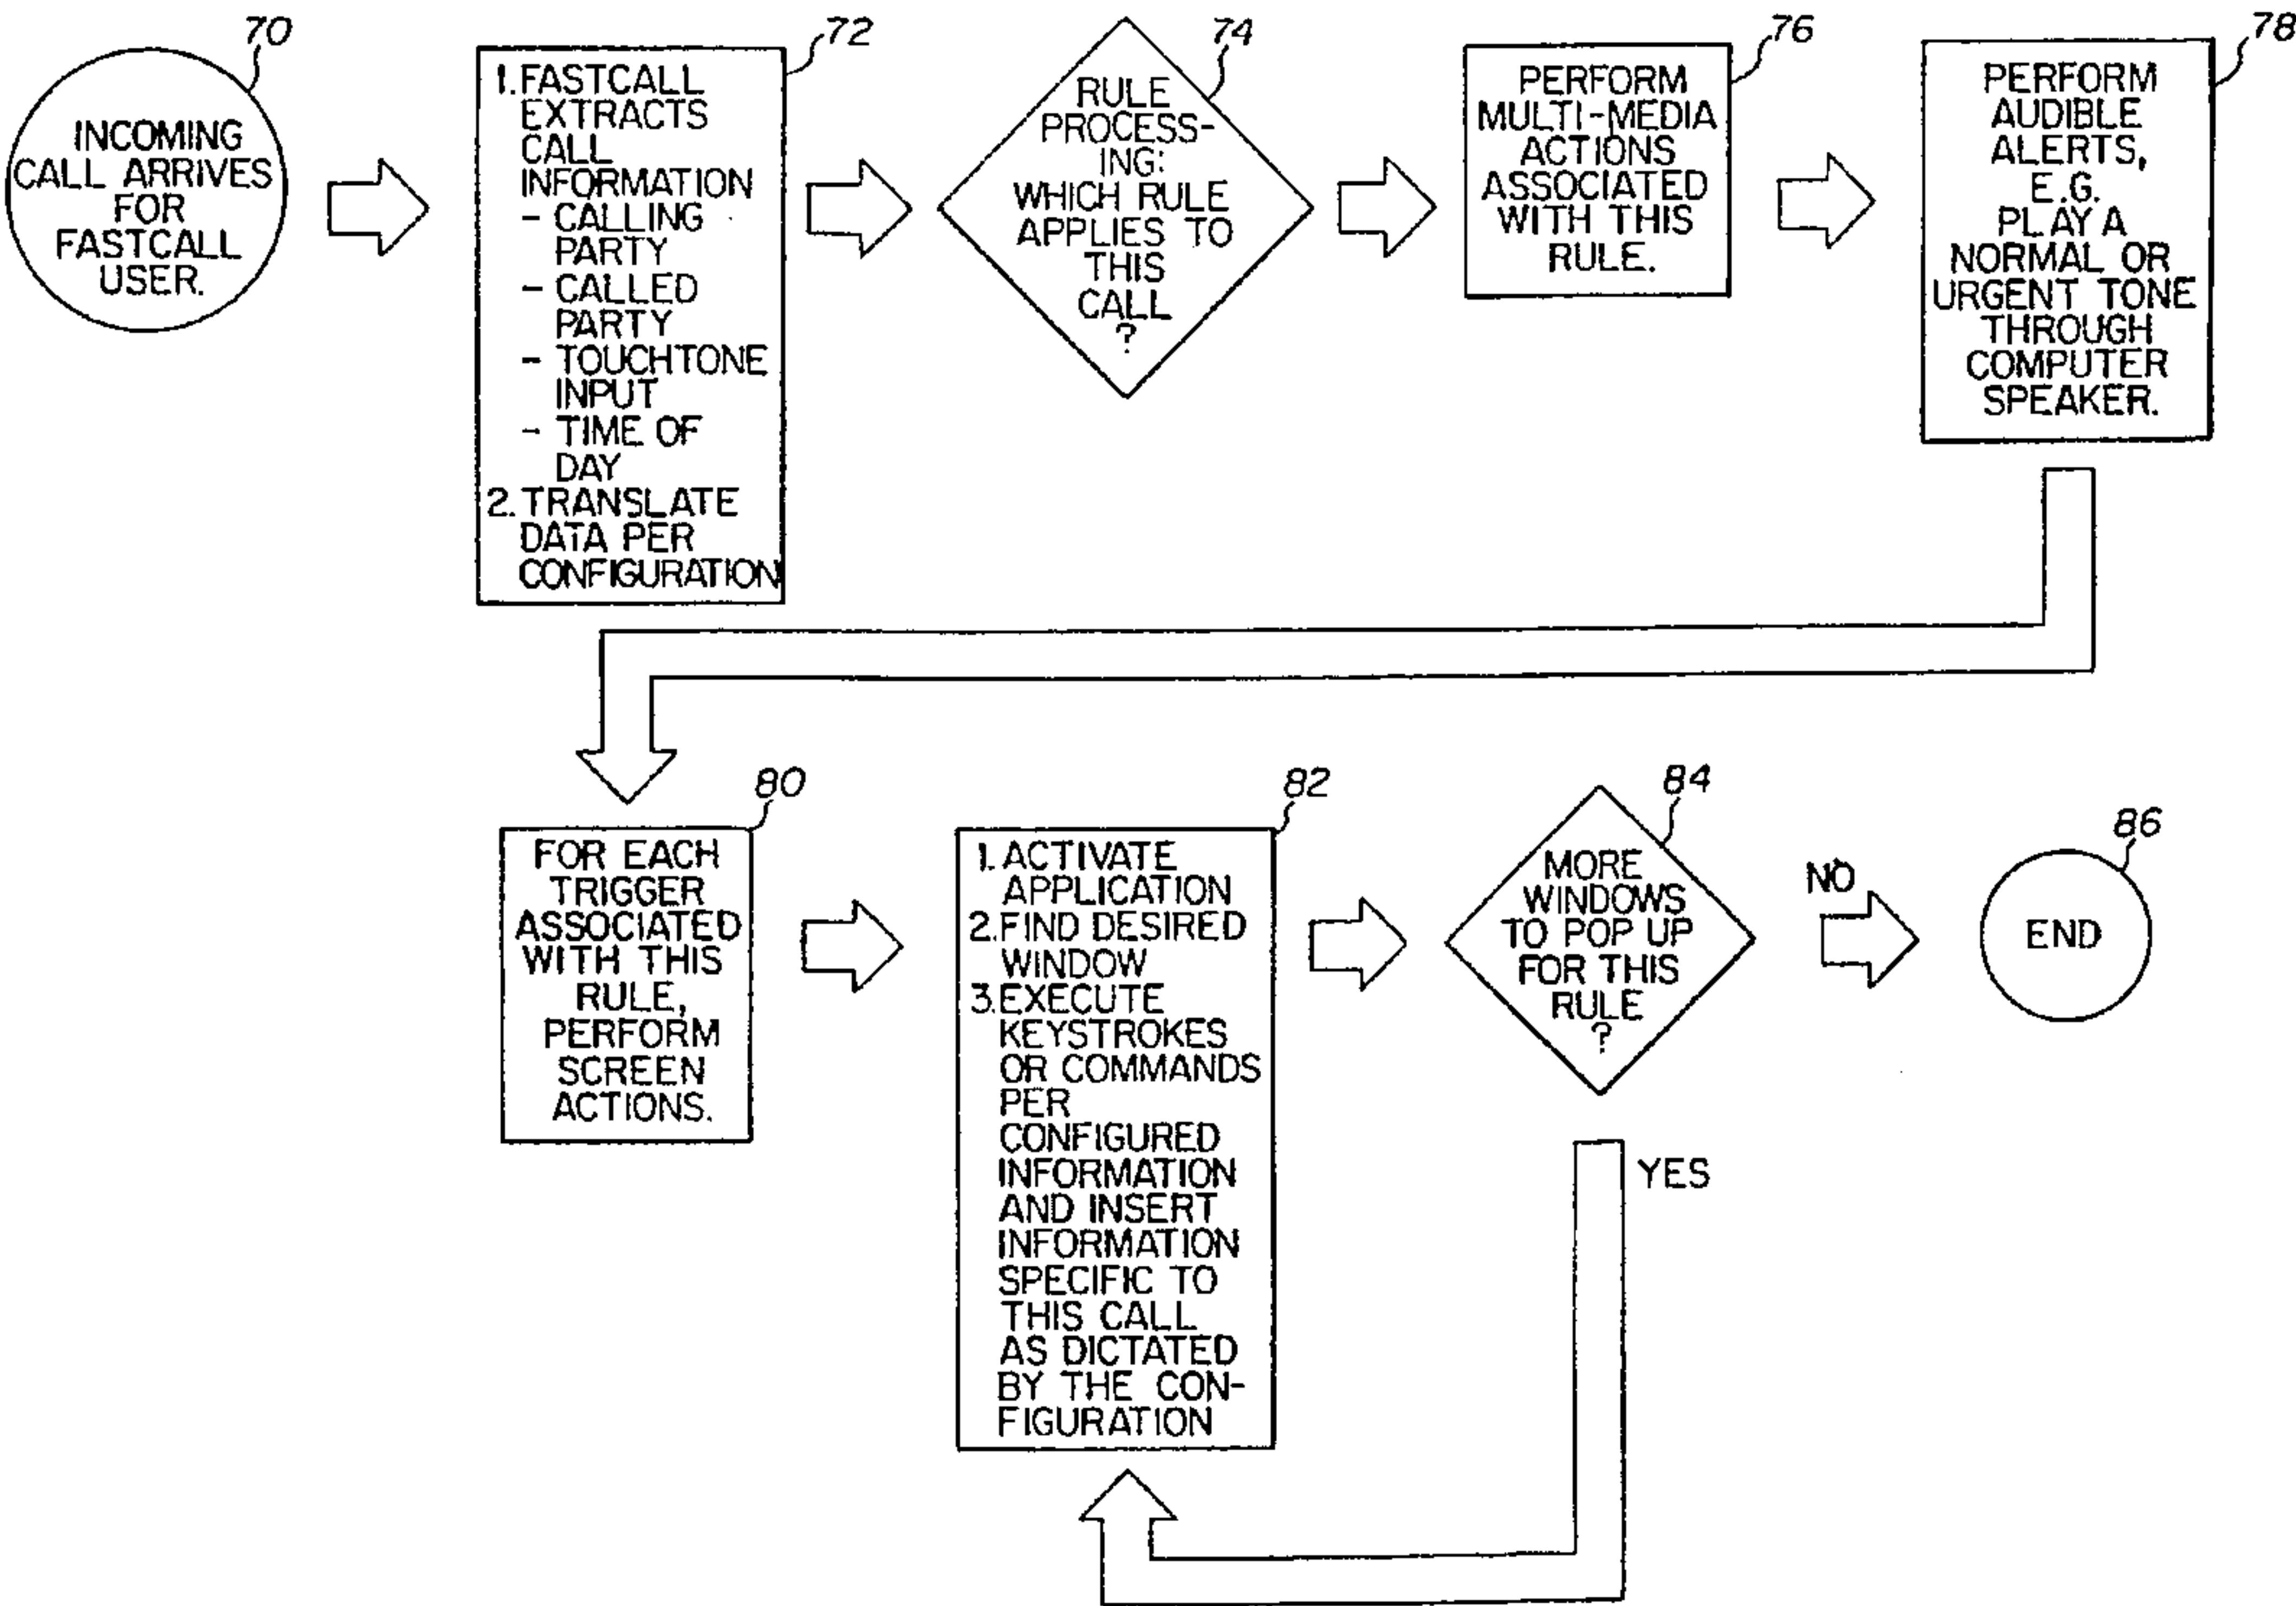 70
INCOMING
CALL ARRIVES
FOR
FASTCALL
USER.
72
1. FASTCALL
EXTRACTS
CALL
INFORMATION
- CALLING
PARTY
- CALLED
PARTY
- TOUCHTONE
INPUT
- TIME OF
DAY
2. TRANSLATE
DATA PER
CONFIGURATION
74
RULE
PROCESS-
ING:
WHICH RULE
APPLIES TO
THIS
CALL
?
76
PERFORM
MULTI-MEDIA
ACTIONS
ASSOCIATED
WITH THIS
RULE.
78
PERFORM
AUDIBLE
ALERTS,
E.G.
PLAY A
NORMAL OR
URGENT TONE
THROUGH
COMPUTER
SPEAKER.
80
FOR EACH
TRIGGER
ASSOCIATED
WITH THIS
RULE,
PERFORM
SCREEN
ACTIONS.
82
1. ACTIVATE
APPLICATION
2. FIND DESIRED
WINDOW
3. EXECUTE
KEYSTROKES
OR COMMANDS
PER
CONFIGURED
INFORMATION
AND INSERT
INFORMATION
SPECIFIC TO
THIS CALL
AS DICTATED
BY THE CON-
FIGURATION
84
MORE
WINDOWS
TO POP UP
FOR THIS
RULE
?
NO
YES
86
END